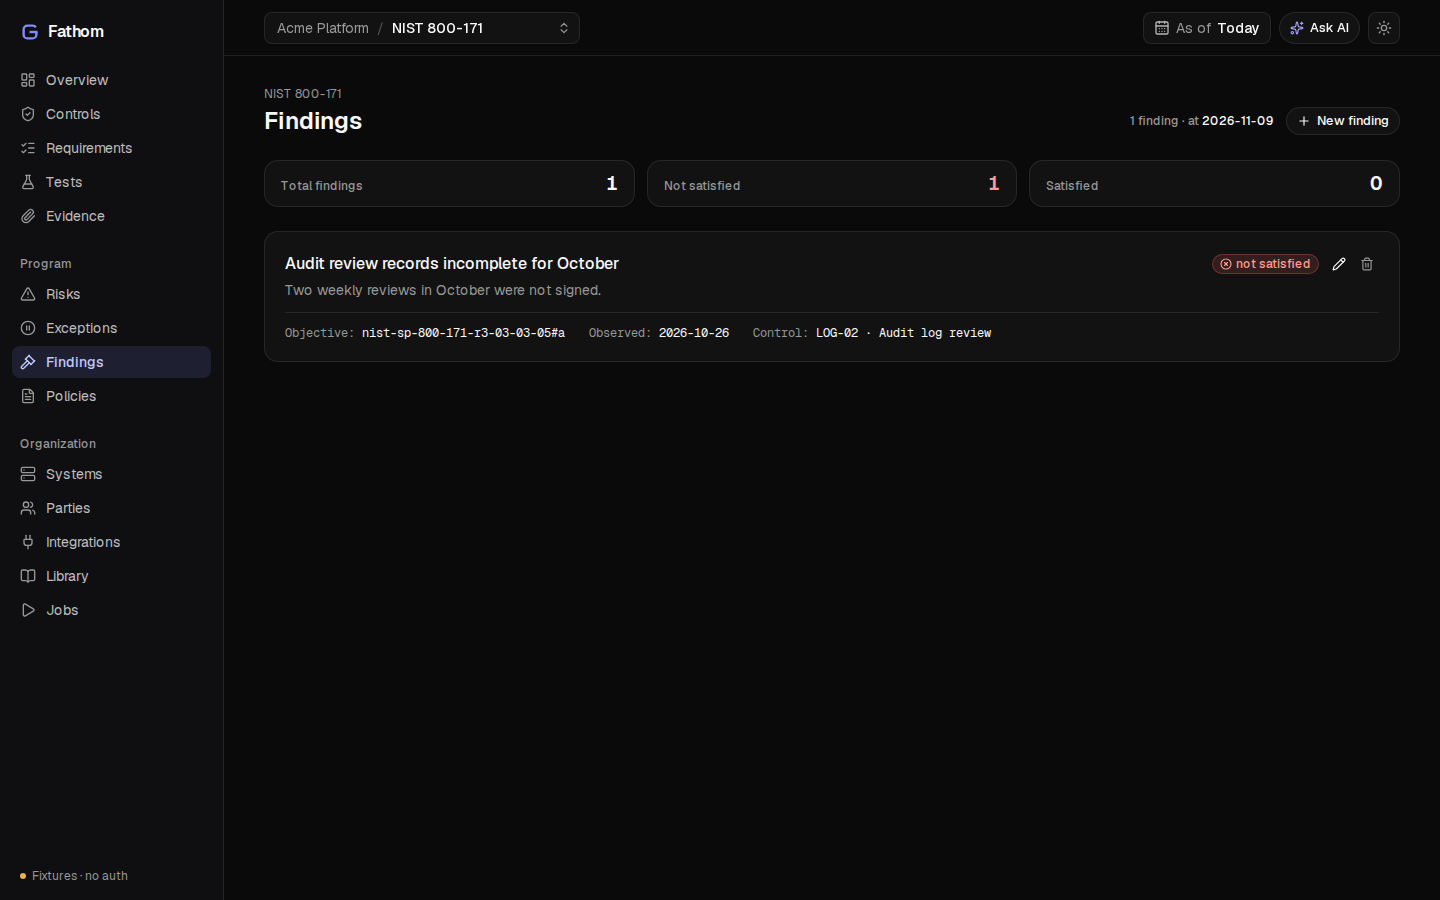 Fathom
Overview
Controls
Requirements
Tests
Evidence
Program
Risks
Exceptions
Findings
Policies
Organization
Systems
Parties
Integrations
Library
Jobs
Fixtures · no auth
Acme Platform / NIST 800-171
As of Today
Ask AI
NIST 800-171
Findings
1 finding · at 2026-11-09
New finding
Total findings 1
Not satisfied 1
Satisfied 0
Audit review records incomplete for October
not satisfied
Two weekly reviews in October were not signed.
Objective: nist-sp-800-171-r3-03-03-05#a Observed: 2026-10-26 Control: LOG-02 · Audit log review